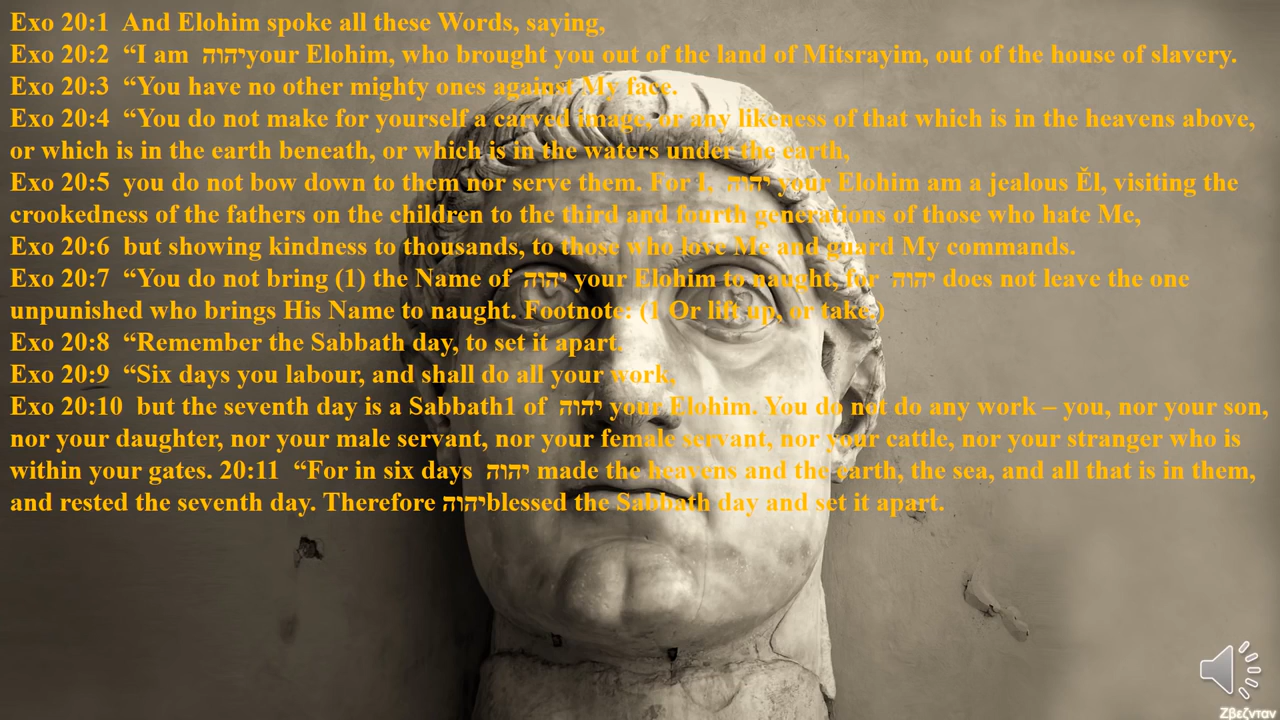 Exo 20:1  And Elohim spoke all these Words, saying,
Exo 20:2  “I am  יהוהyour Elohim, who brought you out of the land of Mitsrayim, out of the house of slavery.
Exo 20:3  “You have no other mighty ones against My face.
Exo 20:4  “You do not make for yourself a carved image, or any likeness of that which is in the heavens above,
or which is in the earth beneath, or which is in the waters under the earth,
Exo 20:5  you do not bow down to them nor serve them. For I,  יהוה your Elohim am a jealous Ěl, visiting the
crookedness of the fathers on the children to the third and fourth generations of those who hate Me,
Exo 20:6  but showing kindness to thousands, to those who love Me and guard My commands.
Exo 20:7  “You do not bring (1) the Name of  יהוה your Elohim to naught, for  יהוה does not leave the one
unpunished who brings His Name to naught. Footnote: (1 Or lift up, or take.)
Exo 20:8  “Remember the Sabbath day, to set it apart.
Exo 20:9  “Six days you labour, and shall do all your work,
Exo 20:10  but the seventh day is a Sabbath1 of  יהוה your Elohim. You do not do any work – you, nor your son,
nor your daughter, nor your male servant, nor your female servant, nor your cattle, nor your stranger who is
within your gates. 20:11  “For in six days  יהוה made the heavens and the earth, the sea, and all that is in them,
and rested the seventh day. Therefore יהוהblessed the Sabbath day and set it apart.
Ζβεζνταν